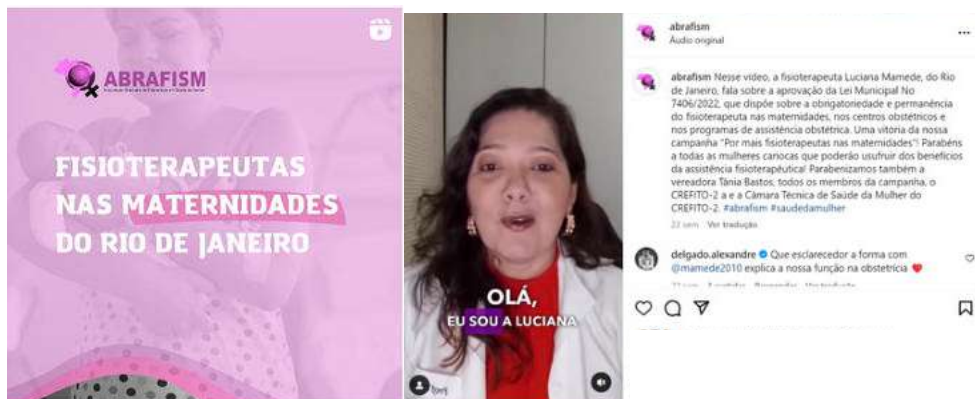 ABRAFISM
FISIOTERAPEUTAS
NAS MATERNIDADES
DO RIO DE JANEIRO
OLÁ,
EU SOU A LUCIANA
abrafism
Áudio original
abrafism Nesse vídeo, a fisioterapeuta Luciana Mamede, do Rio
de Janeiro, fala sobre a aprovação da Lei Municipal No
7406/2022, que dispõe sobre a obrigatoriedade e permanência
do fisioterapeuta nas maternidades, nos centros obstétricos e
nos programas de assistência obstétrica. Uma vitória da nossa
campanha "Por mais fisioterapeutas nas maternidades"! Parabéns
a todas as mulheres cariocas que poderão usufruir dos benefícios
da assistência fisioterapêutica! Parabenizamos também a
vereadora Tânia Bastos, todos os membros da campanha, o
CREFITO-2 a e a Câmara Técnica de Saúde da Mulher do
CREFITO-2. #abrafism #saudedamulher
22 sem Ver tradução
delgado.alexandre Que esclarecedor a forma com
@mamede2010 explica a nossa função na obstetrícia